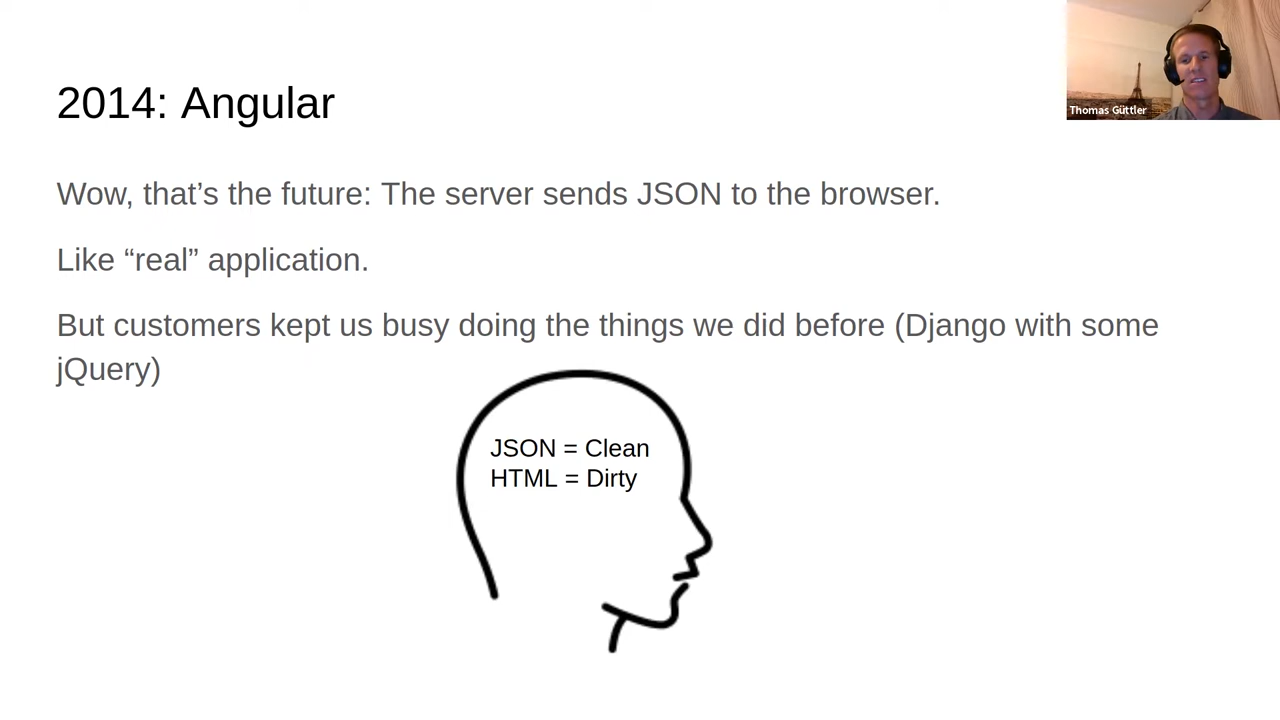 2014: Angular
Thomas Güttler
Wow, that’s the future: The server sends JSON to the browser.
Like “real” application.
But customers kept us busy doing the things we did before (Django with some
jQuery)
JSON = Clean
HTML = Dirty